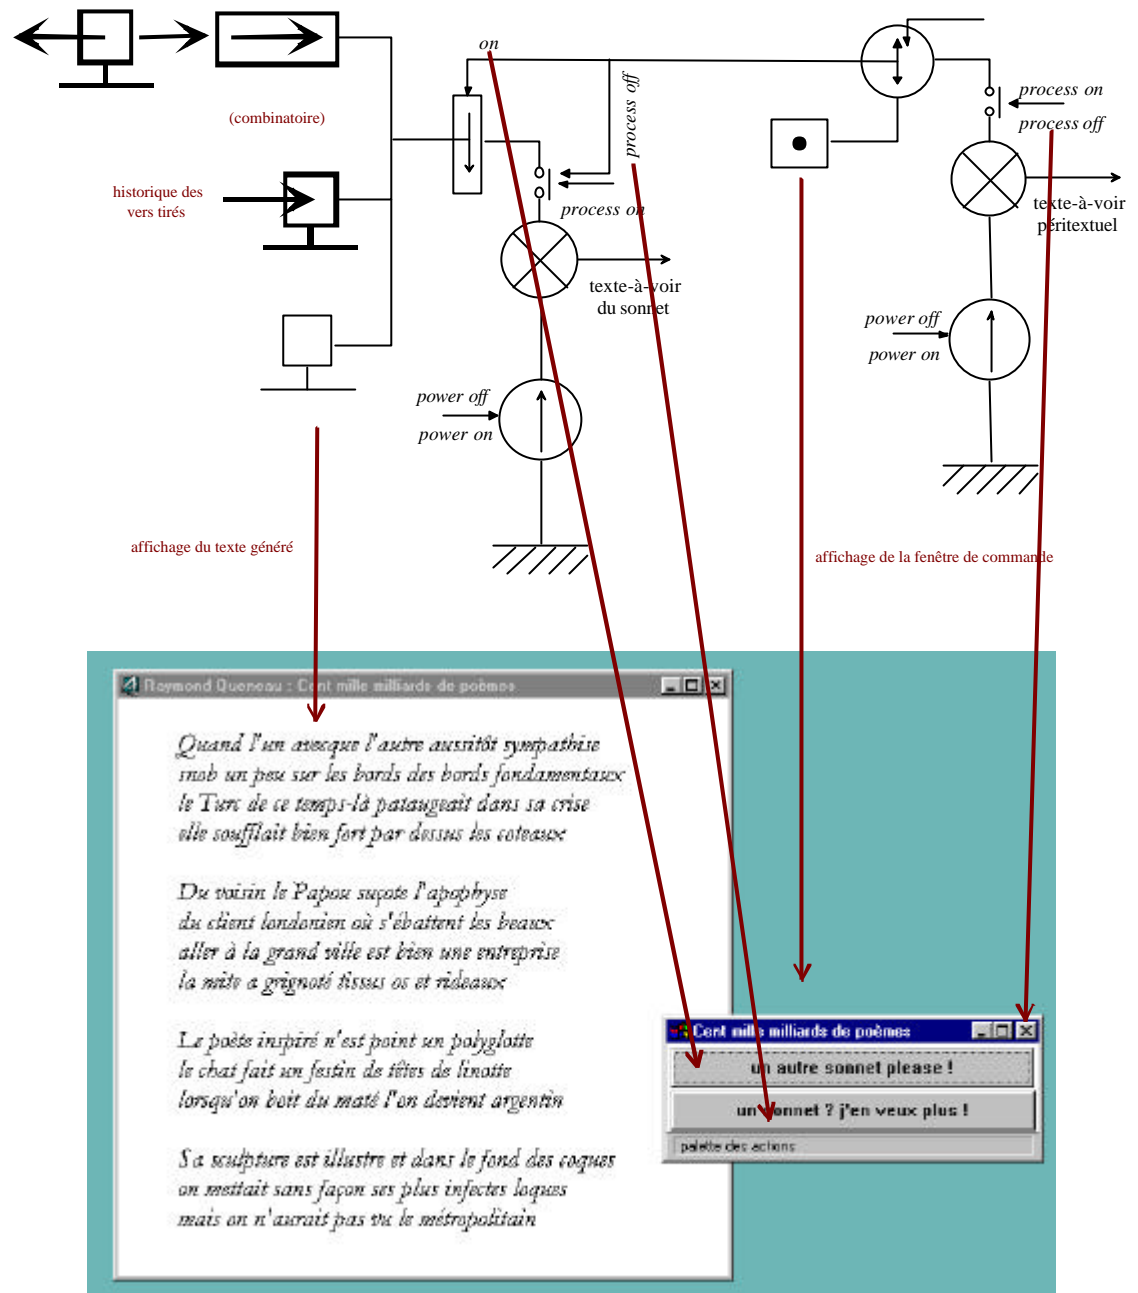 on
process off
process on
process off
(combinatoire)
historique des
vers tirés
process on
texte-à-voir
péritextuel
texte-à-voir
du sonnet
power off
power on
power off
power on
affichage du texte généré
affichage de la fenêtre de commande
Raymond Queneau : Cent mille milliards de poèmes
Quand l'un avecque l'autre aussitôt sympathise
snob un peu sur les bords des bords fondamentaux
le Turc de ce temps-là pataugeait dans sa crise
elle soufflait bien fort par dessus les coteaux
Du voisin le Papou suçote l'apophyse
du client londonien où s'ébattent les beaux
aller à la grand ville est bien une entreprise
la mite a grignoté tissus os et rideaux
Le poète inspiré n'est point un polyglotte
le chat fait un festin de têtes de linotte
lorsqu'on boit du maté l'on devient argentin
Sa sculpture est illustre et dans le fond des coques
on mettait sans façon ses plus infectes loques
mais on n'aurait pas vu le métropolitain
Cent mille milliards de poèmes
un autre sonnet please !
un sonnet ? j'en veux plus !
palette des actions